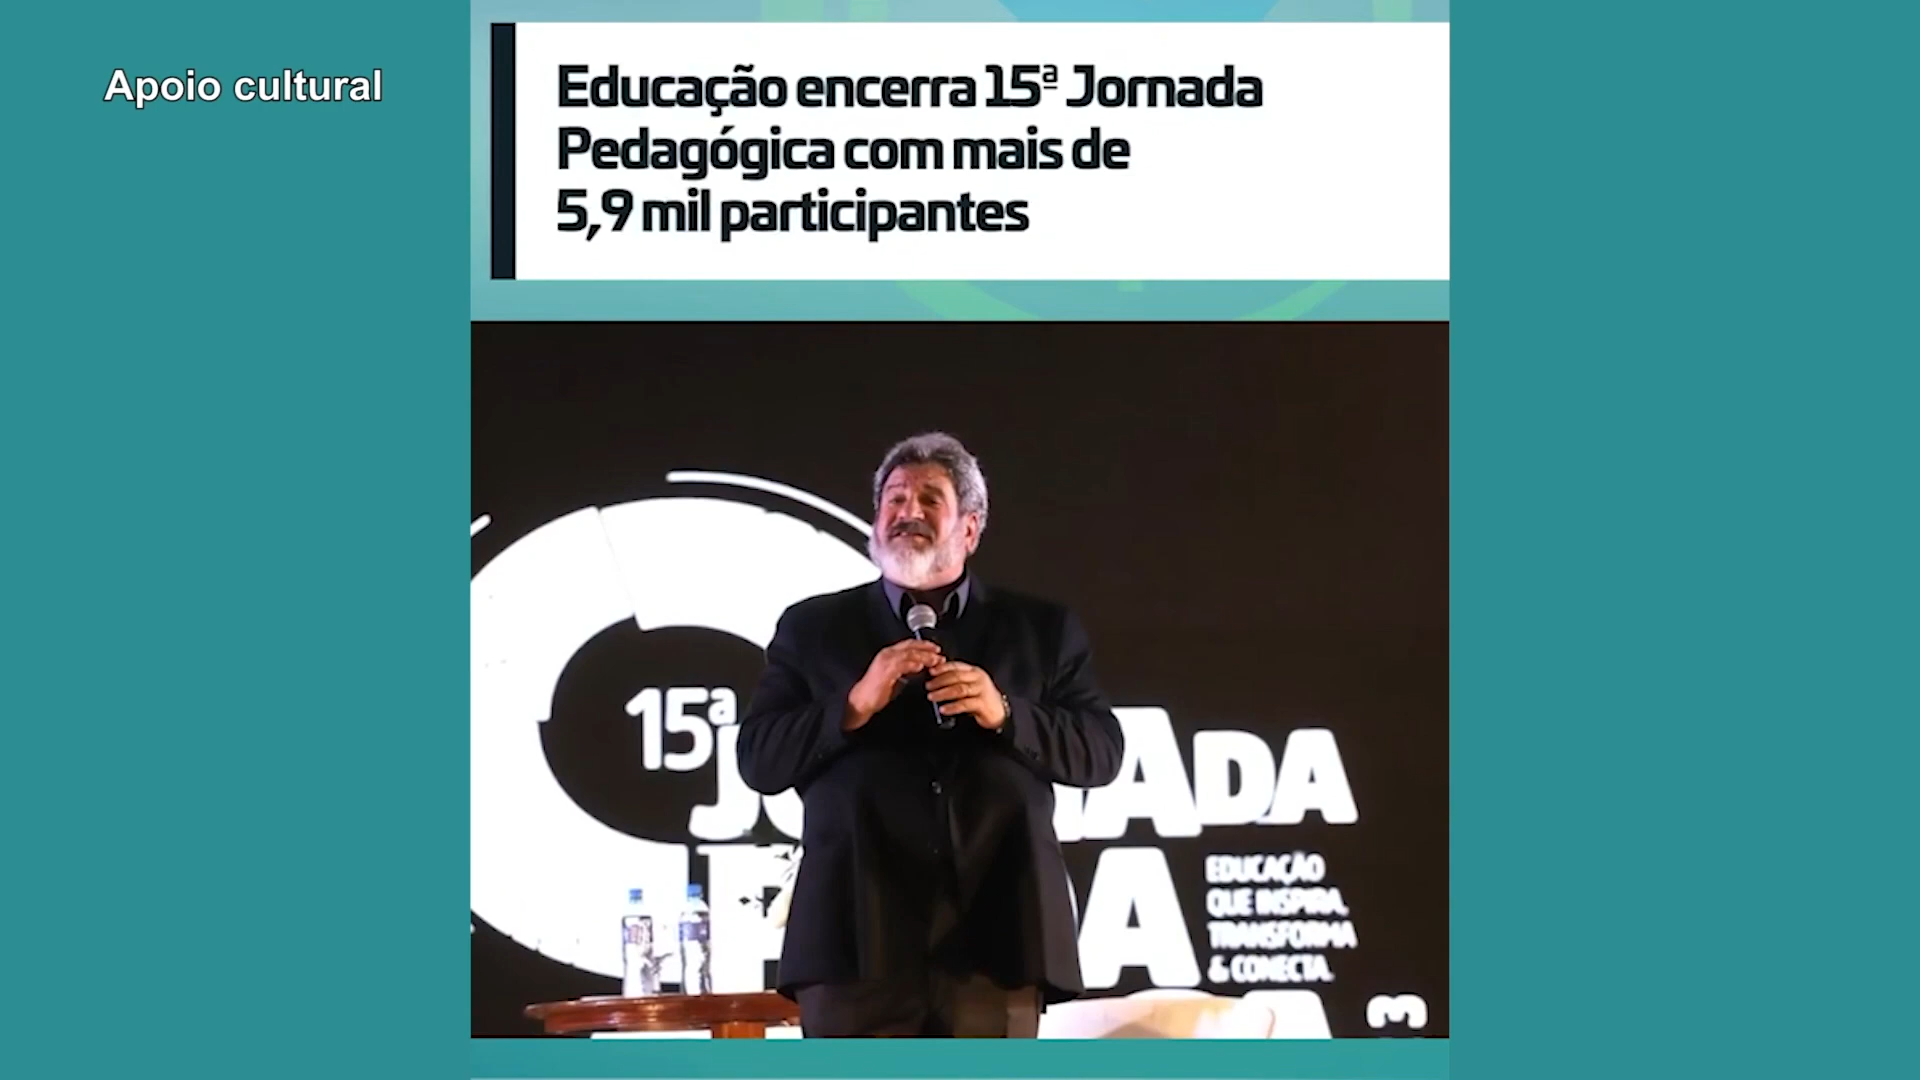 Apoio cultural
Educação encerra 15ª Jornada
Pedagógica com mais de
5,9 mil participantes
15ª
EDUCAÇÃO
QUE INSPIRA,
TRANSFORMA
& CONECTA.